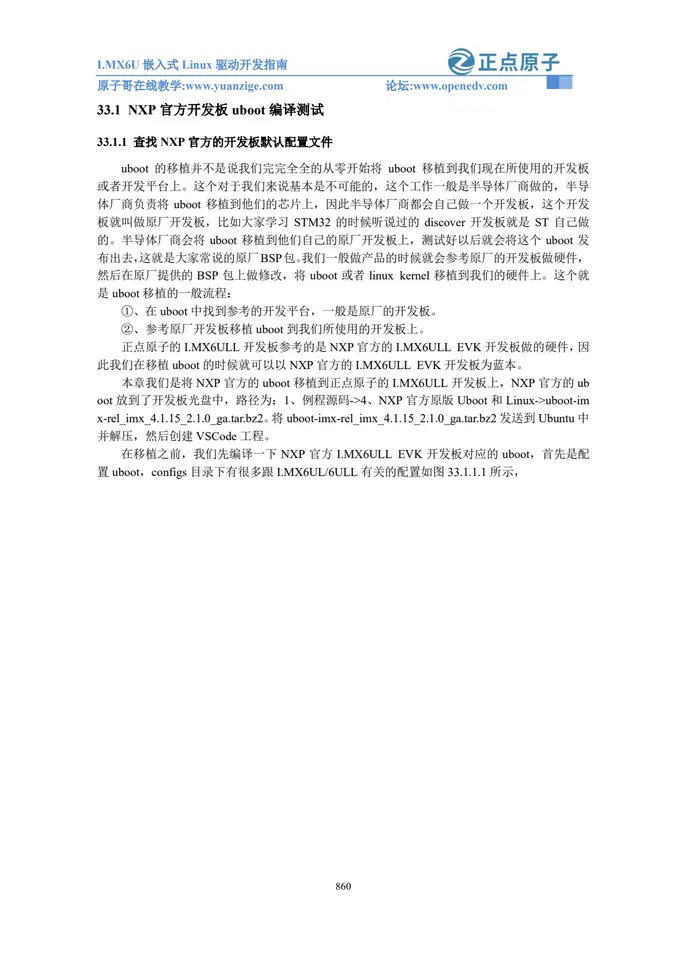 I.MX6U 嵌入式 Linux 驱动开发指南
正点原子
原子哥在线教学:www.yuanzige.com 论坛:www.openedv.com
33.1 NXP 官方开发板 uboot 编译测试
33.1.1 查找 NXP 官方的开发板默认配置文件
uboot 的移植并不是说我们完完全全的从零开始将 uboot 移植到我们现在所使用的开发板
或者开发平台上。这个对于我们来说基本是不可能的，这个工作一般是半导体厂商做的，半导
体厂商负责将 uboot 移植到他们的芯片上，因此半导体厂商都会自己做一个开发板，这个开发
板就叫做原厂开发板，比如大家学习 STM32 的时候听说过的 discover 开发板就是 ST 自己做
的。半导体厂商会将 uboot 移植到他们自己的原厂开发板上，测试好以后就会将这个 uboot 发
布出去，这就是大家常说的原厂BSP包。我们一般做产品的时候就会参考原厂的开发板做硬件，
然后在原厂提供的 BSP 包上做修改，将 uboot 或者 linux kernel 移植到我们的硬件上。这个就
是 uboot 移植的一般流程：
①、在 uboot 中找到参考的开发平台，一般是原厂的开发板。
②、参考原厂开发板移植 uboot 到我们所使用的开发板上。
正点原子的 I.MX6ULL 开发板参考的是 NXP 官方的 I.MX6ULL EVK 开发板做的硬件，因
此我们在移植 uboot 的时候就可以以 NXP 官方的 I.MX6ULL EVK 开发板为蓝本。
本章我们是将 NXP 官方的 uboot 移植到正点原子的 I.MX6ULL 开发板上，NXP 官方的 ub
oot 放到了开发板光盘中，路径为：1、例程源码->4、NXP 官方原版 Uboot 和 Linux->uboot-im
x-rel_imx_4.1.15_2.1.0_ga.tar.bz2。将 uboot-imx-rel_imx_4.1.15_2.1.0_ga.tar.bz2 发送到 Ubuntu 中
并解压，然后创建 VSCode 工程。
在移植之前，我们先编译一下 NXP 官方 I.MX6ULL EVK 开发板对应的 uboot，首先是配
置 uboot，configs 目录下有很多跟 I.MX6UL/6ULL 有关的配置如图 33.1.1.1 所示，
860